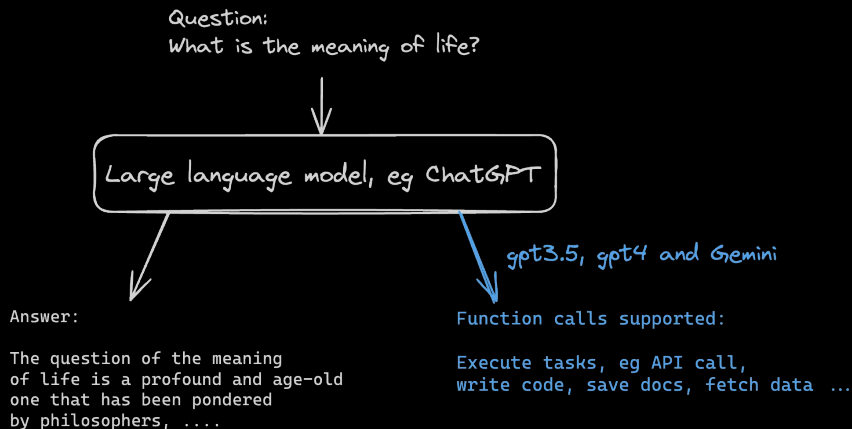 Question:
What is the meaning of life?
Large language model, eg ChatGPT
gpt3.5, gpt4 and Gemini
Answer:
The question of the meaning
of life is a profound and age-old
one that has been pondered
by philosophers, ....
Function calls supported:
Execute tasks, eg API call,
write code, save docs, fetch data ...